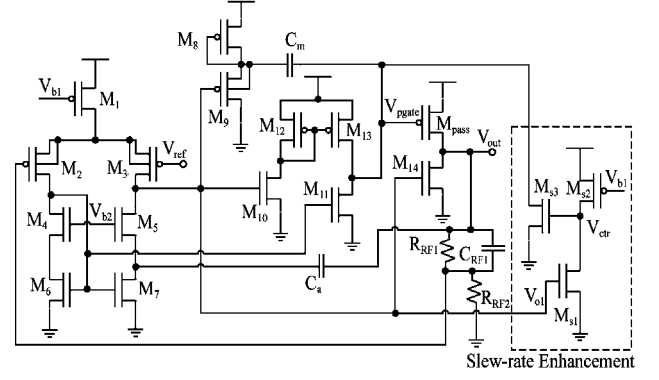 M8
Cm
Vb1
M1
M9
M12
M13
Vpgate
Mpass
Vout
M2
M3
Vref
M14
Ms3
Ms2
Vb1
M4
Vb2
M5
M10
M11
Vctr
RRF1
CRF1
M6
M7
Ca
RRF2
Vo1
Ms1
Slew-rate Enhancement